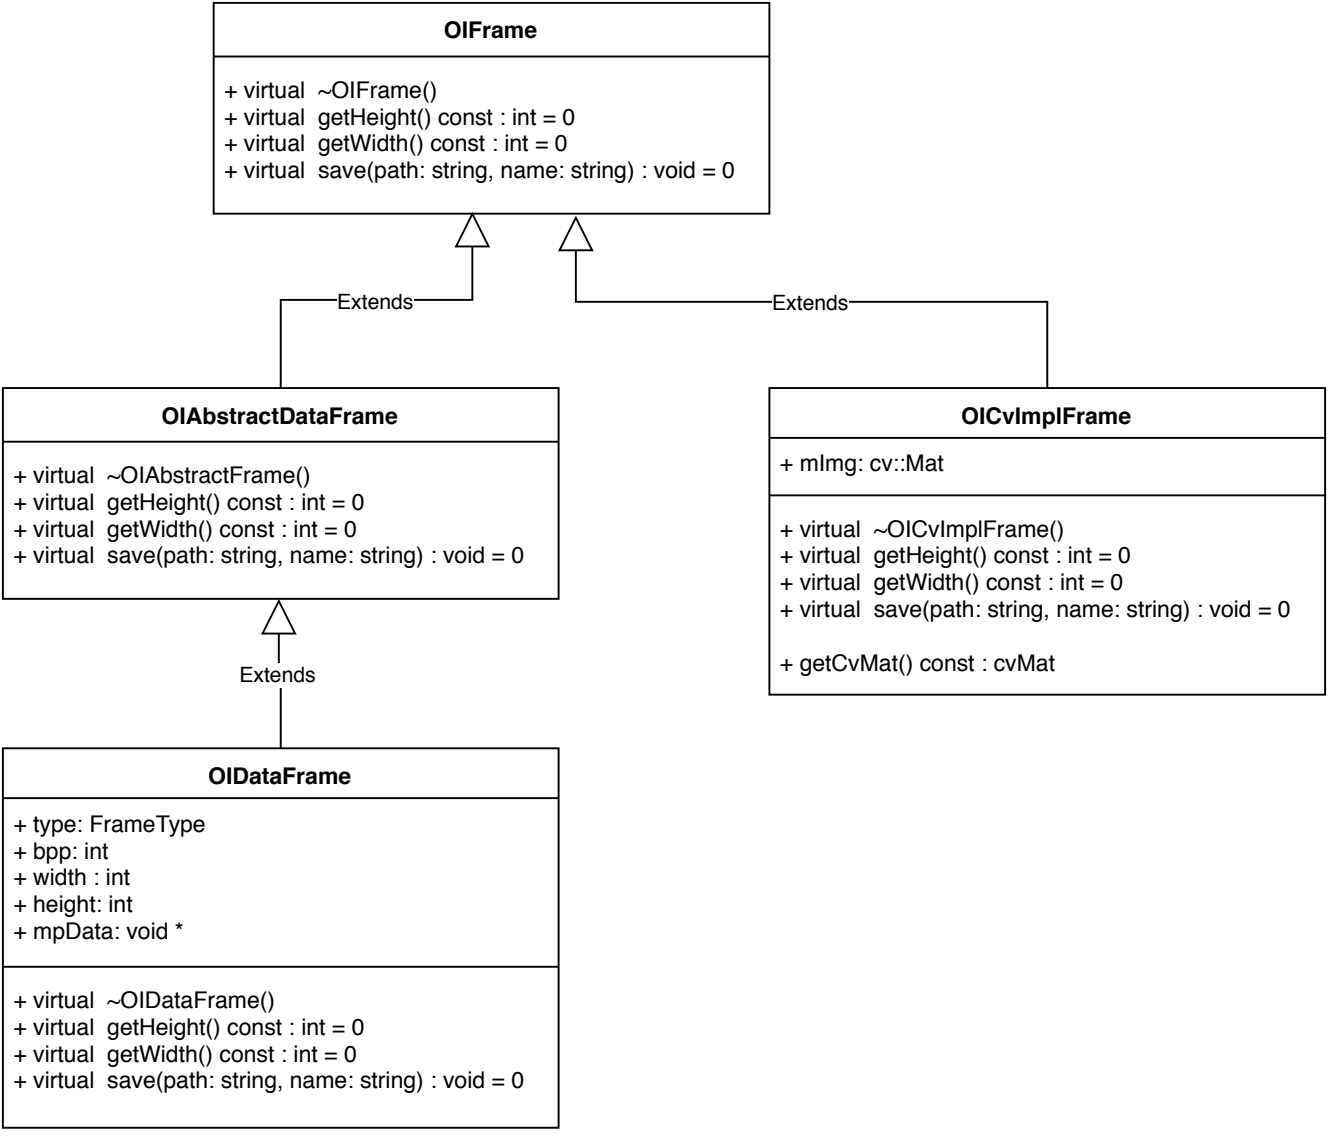 OIFrame
+ virtual ~OIFrame()
+ virtual getHeight() const : int = 0
+ virtual getWidth() const : int = 0
+ virtual save(path: string, name: string) : void = 0
Extends
Extends
OIAbstractDataFrame
+ virtual ~OIAbstractFrame()
+ virtual getHeight() const : int = 0
+ virtual getWidth() const : int = 0
+ virtual save(path: string, name: string) : void = 0
OICvImplFrame
+ mImg: cv::Mat
+ virtual ~OICvImplFrame()
+ virtual getHeight() const : int = 0
+ virtual getWidth() const : int = 0
+ virtual save(path: string, name: string) : void = 0
+ getCvMat() const : cvMat
Extends
OIDataFrame
+ type: FrameType
+ bpp: int
+ width : int
+ height: int
+ mpData: void *
+ virtual ~OIDataFrame()
+ virtual getHeight() const : int = 0
+ virtual getWidth() const : int = 0
+ virtual save(path: string, name: string) : void = 0